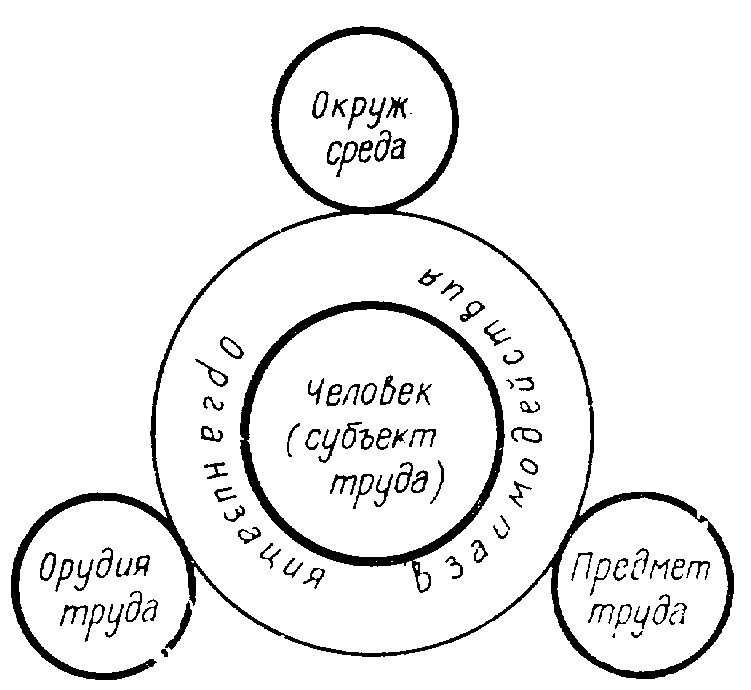 Окруж.
среда
Организация
взаимодействия
Человек
(субъект
труда)
Орудия
труда
Предмет
труда